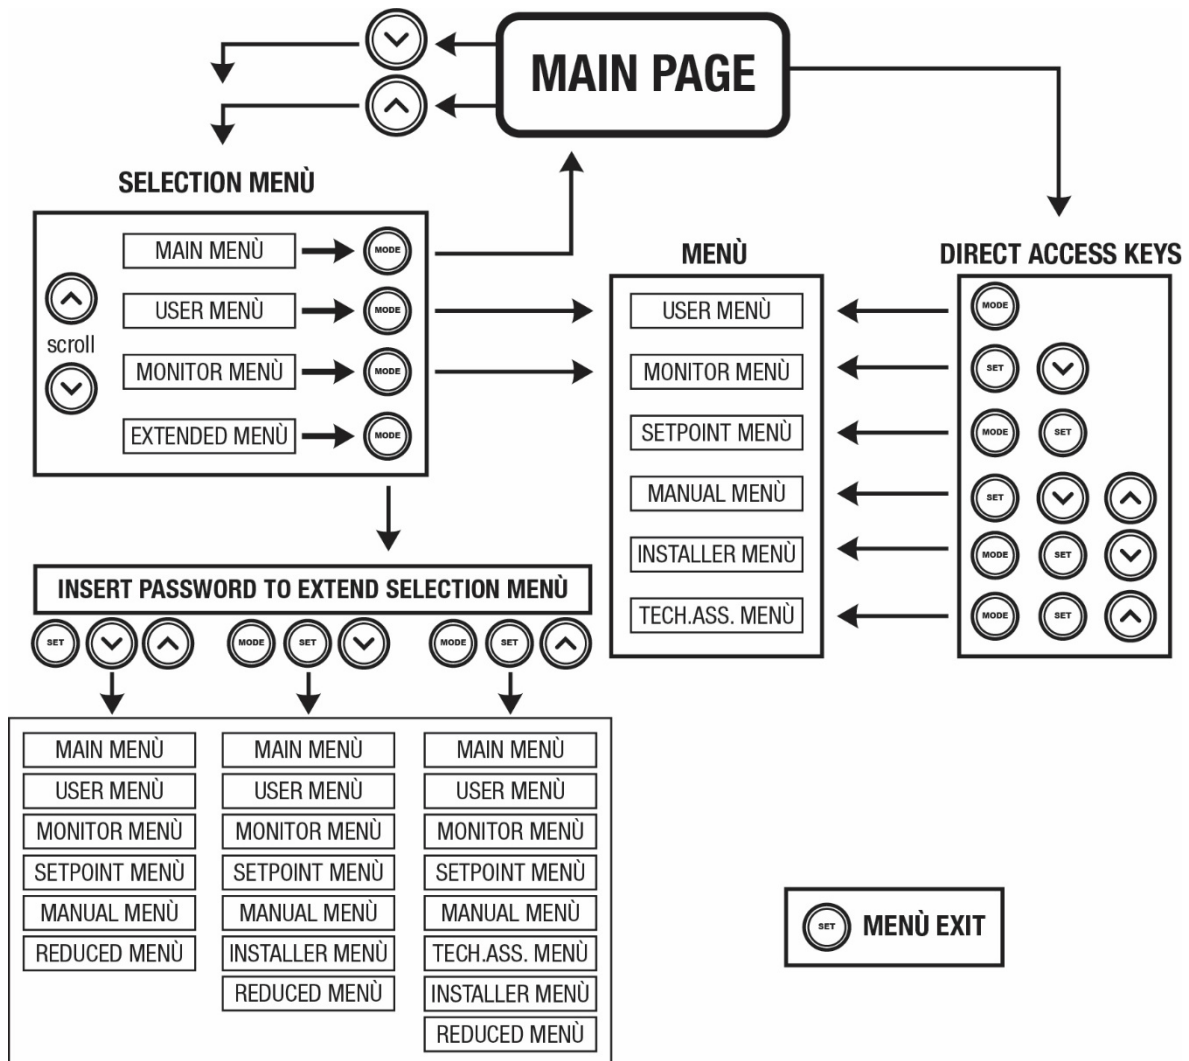 MAIN PAGE
SELECTION MENÙ
MAIN MENÙ MODE
USER MENÙ MODE
scroll
MONITOR MENÙ MODE
EXTENDED MENÙ MODE
MENÙ
USER MENÙ
MONITOR MENÙ
SETPOINT MENÙ
MANUAL MENÙ
INSTALLER MENÙ
TECH.ASS. MENÙ
DIRECT ACCESS KEYS
MODE
SET
MODE SET
SET
MODE SET
MODE SET
INSERT PASSWORD TO EXTEND SELECTION MENÙ
SET
MODE SET
MODE SET
MAIN MENÙ
USER MENÙ
MONITOR MENÙ
SETPOINT MENÙ
MANUAL MENÙ
REDUCED MENÙ
MAIN MENÙ
USER MENÙ
MONITOR MENÙ
SETPOINT MENÙ
MANUAL MENÙ
INSTALLER MENÙ
REDUCED MENÙ
MAIN MENÙ
USER MENÙ
MONITOR MENÙ
SETPOINT MENÙ
MANUAL MENÙ
TECH.ASS. MENÙ
INSTALLER MENÙ
REDUCED MENÙ
SET MENÙ EXIT